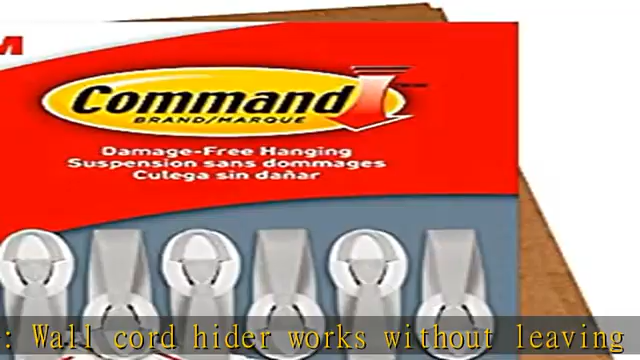 M
Command
BRAND/MARQUE
Damage-Free Hanging
Suspension sans dommages
Culega sin dañar
: Wall cord hider works without leaving